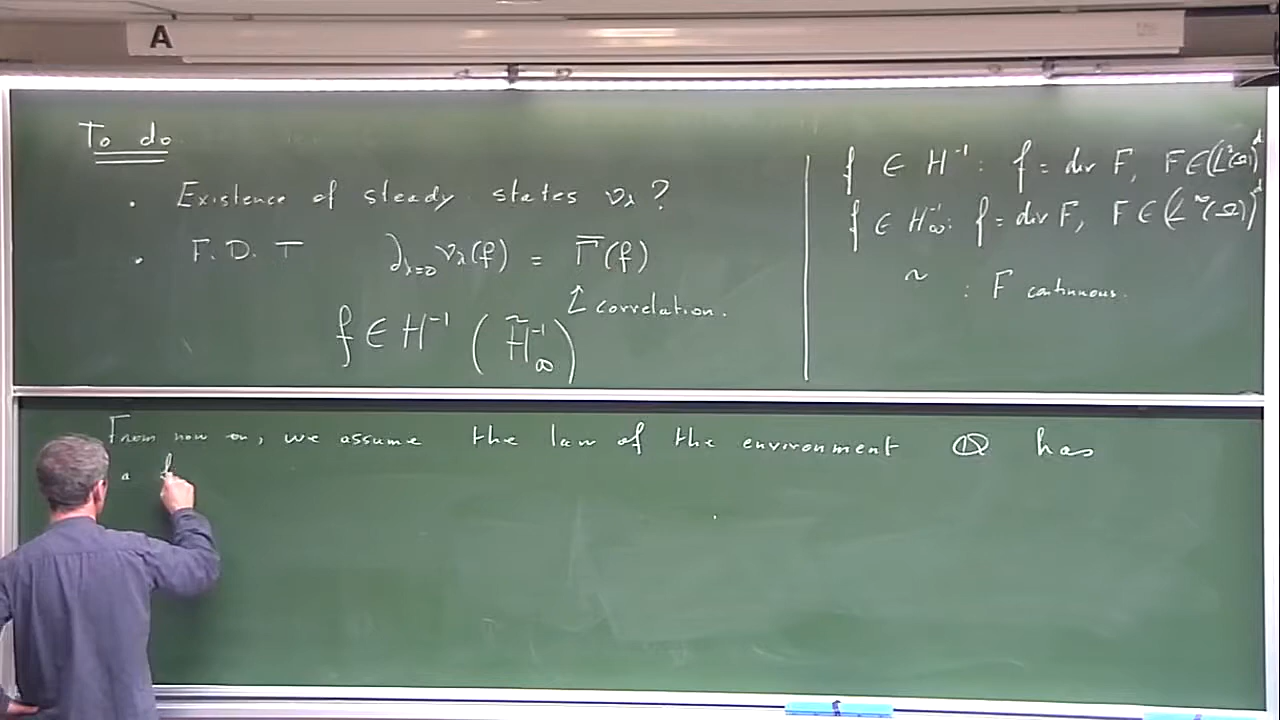 A
To do
. Existence of steady states ν_λ ?
. F. D. T ∂_{λ=0} ν_λ(f) = Γ̄(f)
↑ correlation.
f ∈ H^{-1} ( H̃^{-1}_∞ )
f ∈ H^{-1} : f = div F, F ∈ (L²(Ω))^d
f ∈ H^{-1}_∞ : f = div F, F ∈ (L^∞(Ω))^d
~ : F continuous.
From now on, we assume the law of the environment Q has
a f